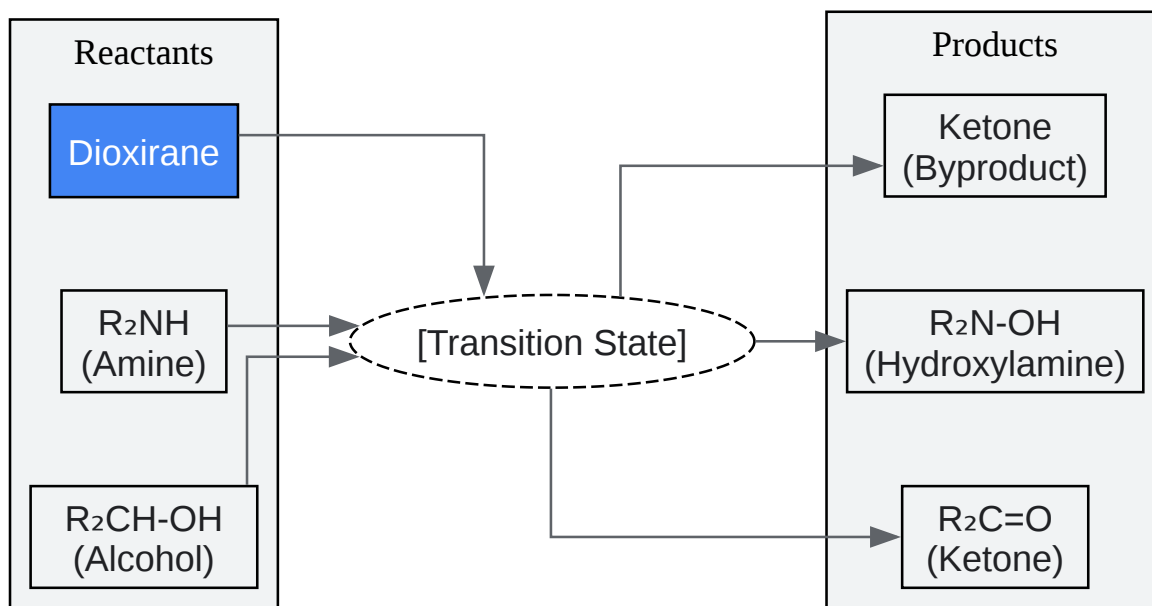 Reactants
Dioxirane
R₂NH
(Amine)
R₂CH-OH
(Alcohol)
[Transition State]
Products
Ketone
(Byproduct)
R₂N-OH
(Hydroxylamine)
R₂C=O
(Ketone)